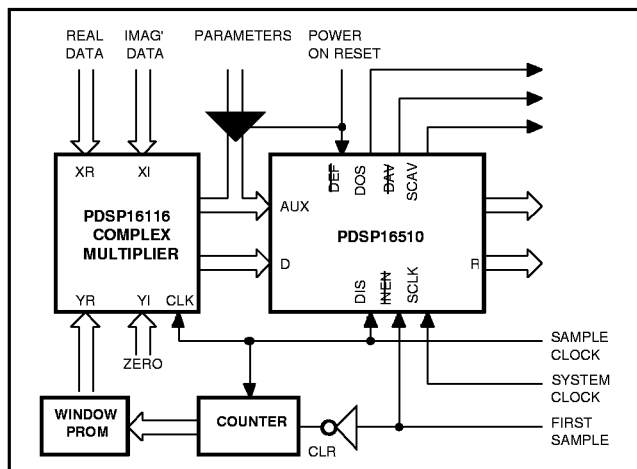 REAL DATA
IMAG' DATA
PARAMETERS
POWER ON RESET
XR
XI
DEF
DOS
DAV
SCAV
AUX
PDSP16116
COMPLEX
MULTIPLIER
PDSP16510
D
R
DIS
INEN
SCLK
YR
YI
CLK
ZERO
SAMPLE
CLOCK
SYSTEM
CLOCK
WINDOW
PROM
COUNTER
CLR
FIRST
SAMPLE